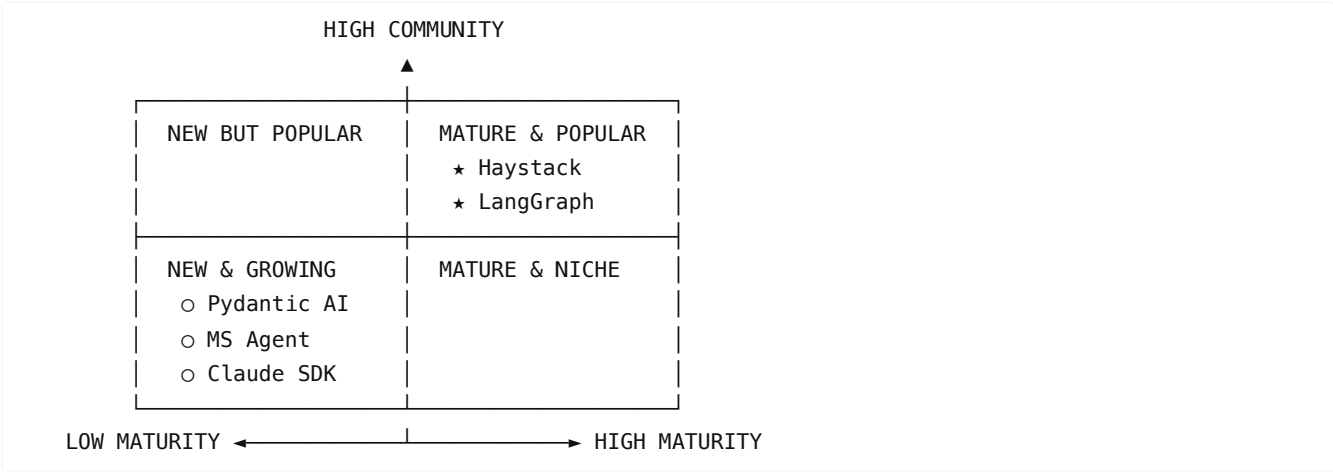 HIGH COMMUNITY
▲
NEW BUT POPULAR MATURE & POPULAR
★ Haystack
★ LangGraph
NEW & GROWING MATURE & NICHE
○ Pydantic AI
○ MS Agent
○ Claude SDK
LOW MATURITY ◄ ► HIGH MATURITY